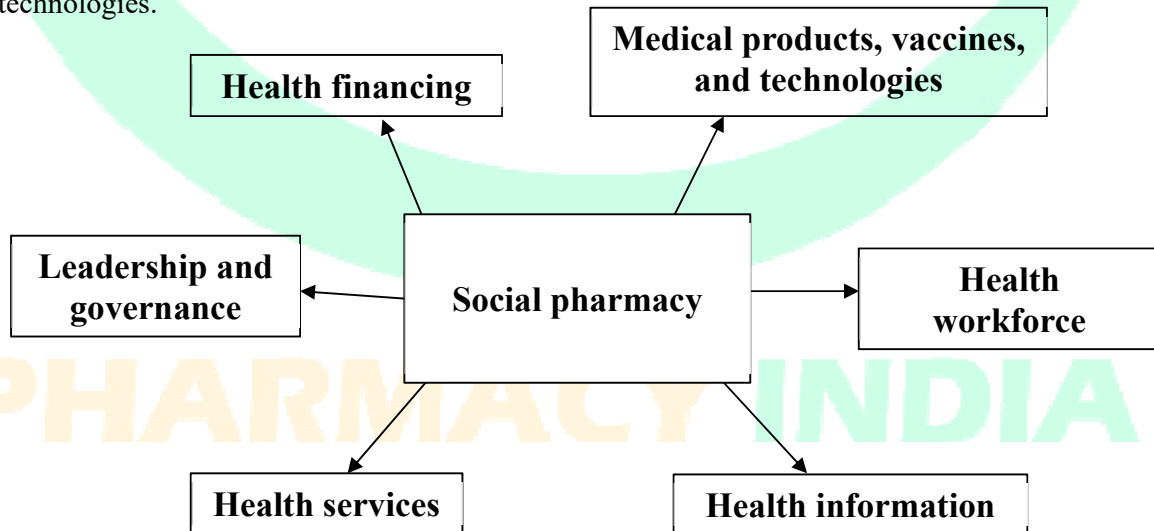 technologies.
Medical products, vaccines,
and technologies
Health financing
Leadership and
governance
Social pharmacy
Health
workforce
PHARMACY INDIA
Health services
Health information